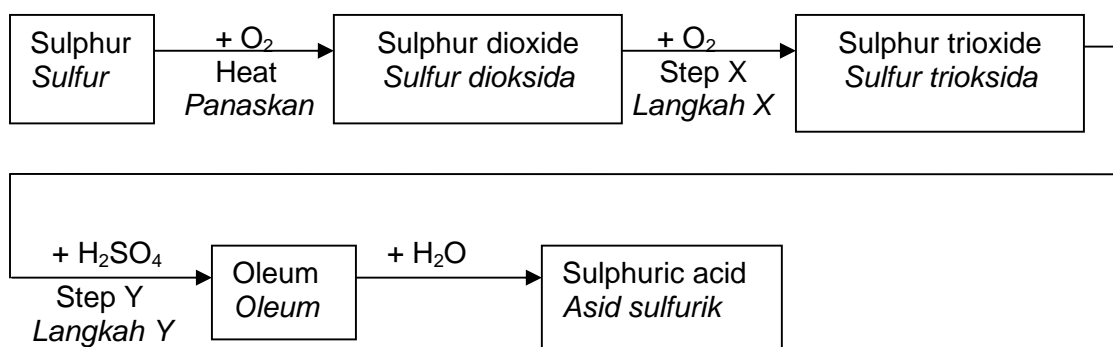 Sulphur
Sulfur
+ O₂
Heat
Panaskan
Sulphur dioxide
Sulfur dioksida
+ O₂
Step X
Langkah X
Sulphur trioxide
Sulfur trioksida
+ H₂SO₄
Step Y
Langkah Y
Oleum
Oleum
+ H₂O
Sulphuric acid
Asid sulfurik